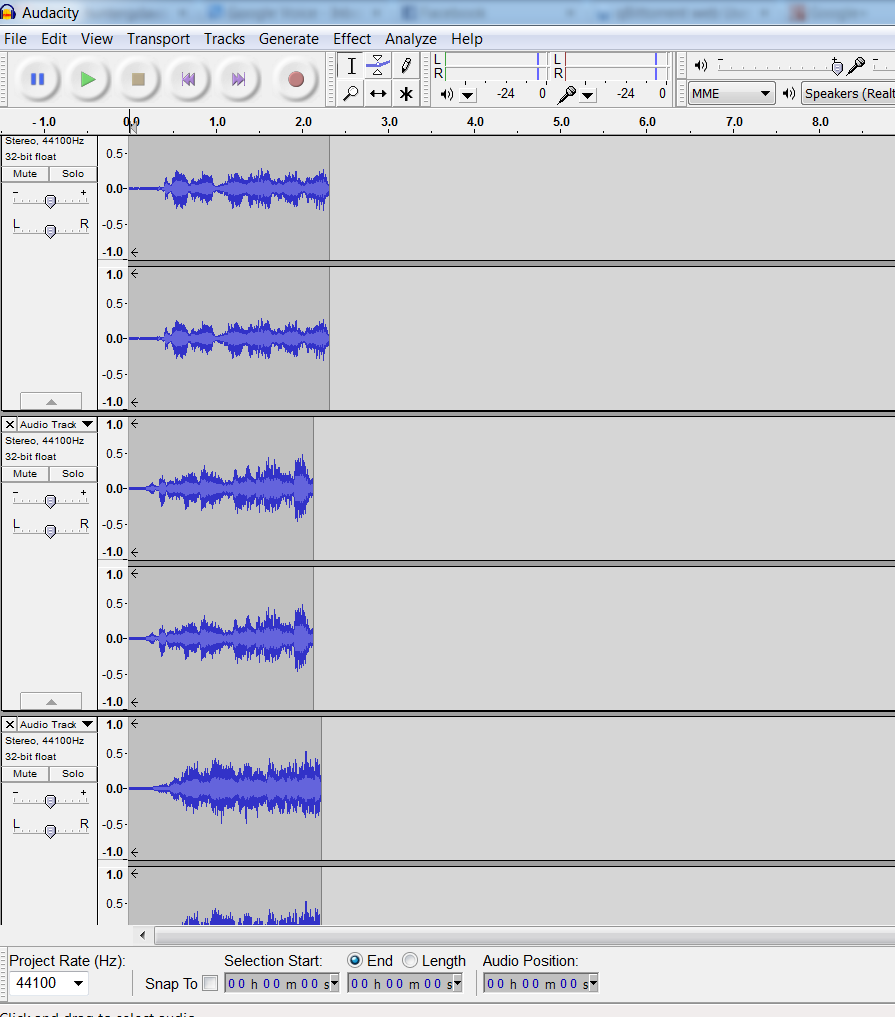 Audacity
File Edit View Transport Tracks Generate Effect Analyze Help
L L
R R
-24 0 -24 0
MME Speakers (Realt
- 1.0 0.0 1.0 2.0 3.0 4.0 5.0 6.0 7.0 8.0
Stereo, 44100Hz
32-bit float
Mute Solo
- +
L R
0.5
0.0
-0.5
-1.0
1.0
0.5
0.0
-0.5
-1.0
Audio Track
Stereo, 44100Hz
32-bit float
Mute Solo
- +
L R
1.0
0.5
0.0
-0.5
-1.0
1.0
0.5
0.0
-0.5
-1.0
Audio Track
Stereo, 44100Hz
32-bit float
Mute Solo
- +
L R
1.0
0.5
0.0
-0.5
-1.0
1.0
0.5
Project Rate (Hz): Selection Start: End Length Audio Position:
44100 Snap To 00 h 00 m 00 s 00 h 00 m 00 s 00 h 00 m 00 s
Click and drag to select audio